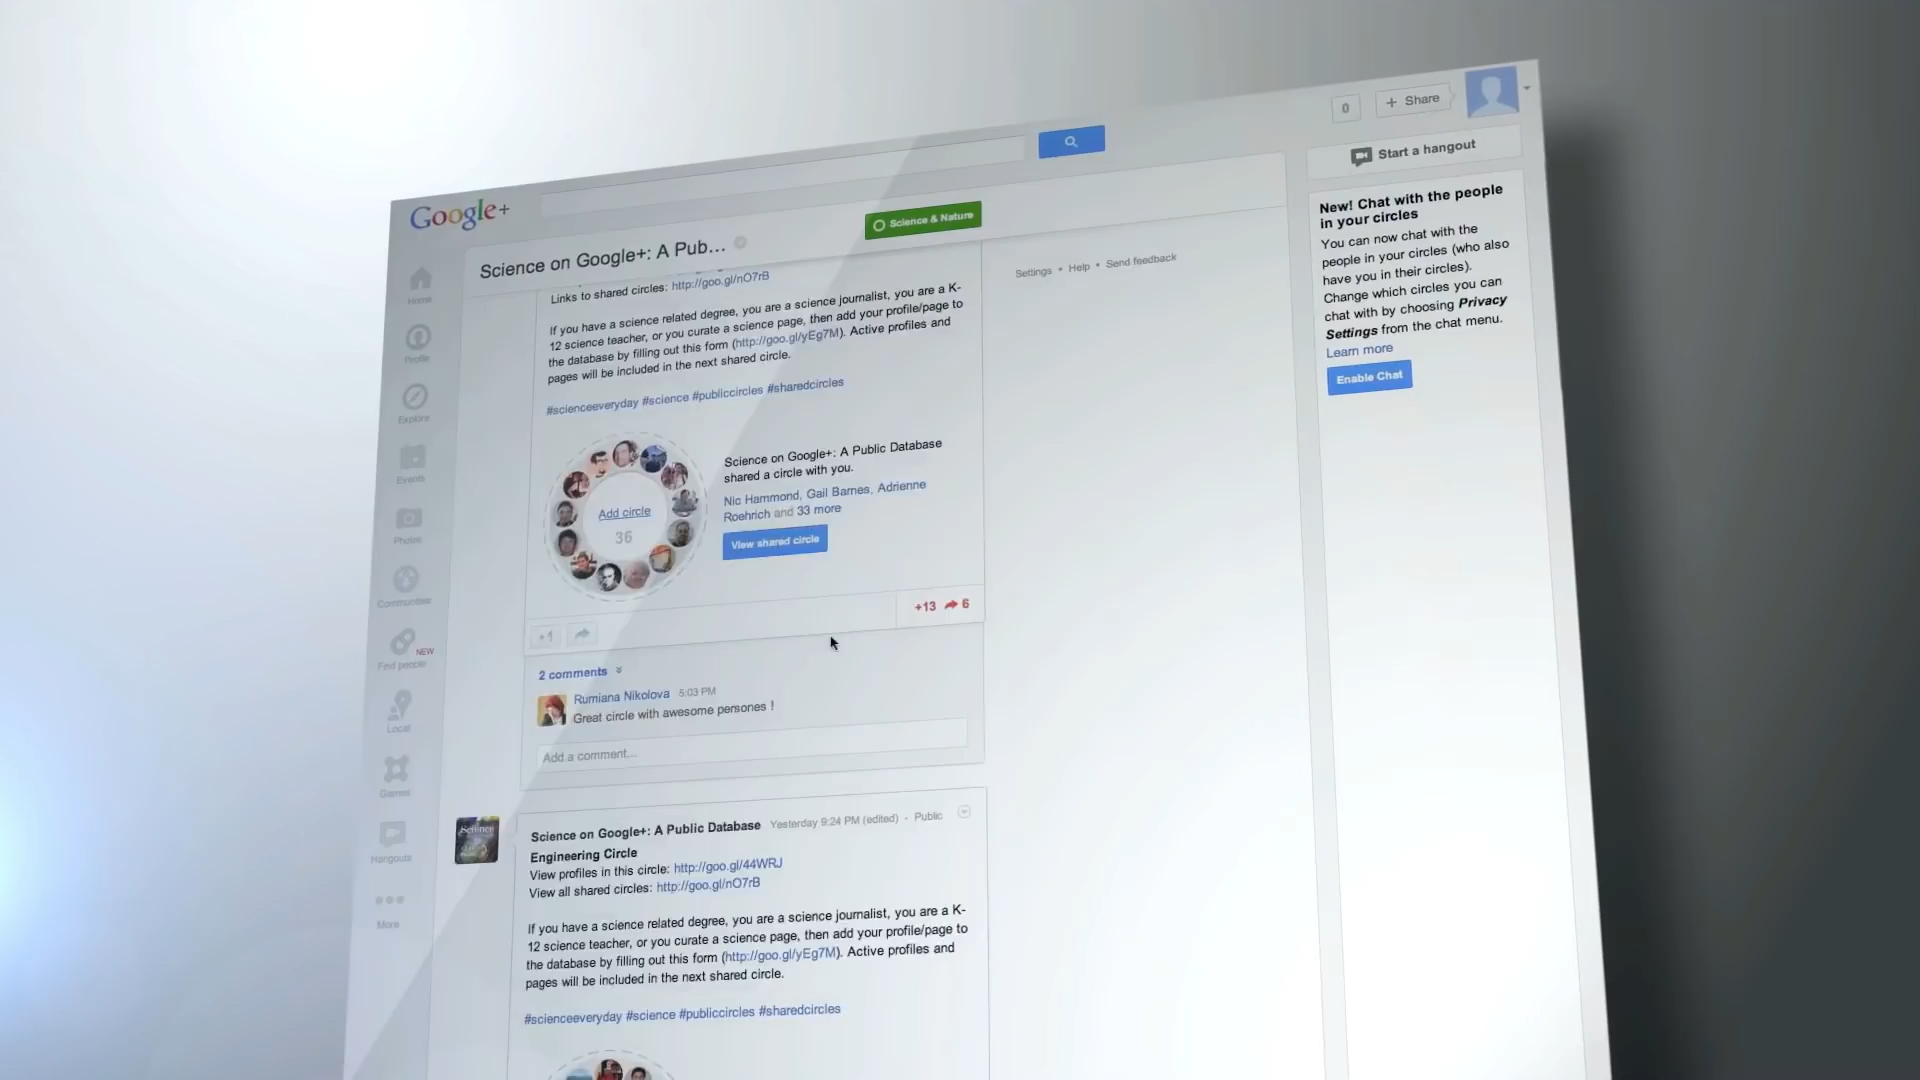 0
+ Share
Google+
Start a hangout
Science & Nature
Science on Google+: A Pub...
New! Chat with the people
in your circles
You can now chat with the
people in your circles (who also
have you in their circles).
Change which circles you can
chat with by choosing Privacy
Settings from the chat menu.
Learn more
Enable Chat
Settings • Help • Send feedback
Home
Profile
Explore
Events
Photos
Communities
Find people
NEW
Local
Games
Hangouts
More
Links to shared circles: http://goo.gl/nO7rB
If you have a science related degree, you are a science journalist, you are a K-
12 science teacher, or you curate a science page, then add your profile/page to
the database by filling out this form (http://goo.gl/yEg7M). Active profiles and
pages will be included in the next shared circle.
#scienceeveryday #science #publiccircles #sharedcircles
Add circle
36
Science on Google+: A Public Database
shared a circle with you.
Nic Hammond, Gail Barnes, Adrienne
Roehrich and 33 more
View shared circle
+13 6
+1
2 comments
Rumiana Nikolova 5:03 PM
Great circle with awesome persones !
Add a comment...
Science on Google+: A Public Database Yesterday 9:24 PM (edited) - Public
Engineering Circle
View profiles in this circle: http://goo.gl/44WRJ
View all shared circles: http://goo.gl/nO7rB
If you have a science related degree, you are a science journalist, you are a K-
12 science teacher, or you curate a science page, then add your profile/page to
the database by filling out this form (http://goo.gl/yEg7M). Active profiles and
pages will be included in the next shared circle.
#scienceeveryday #science #publiccircles #sharedcircles